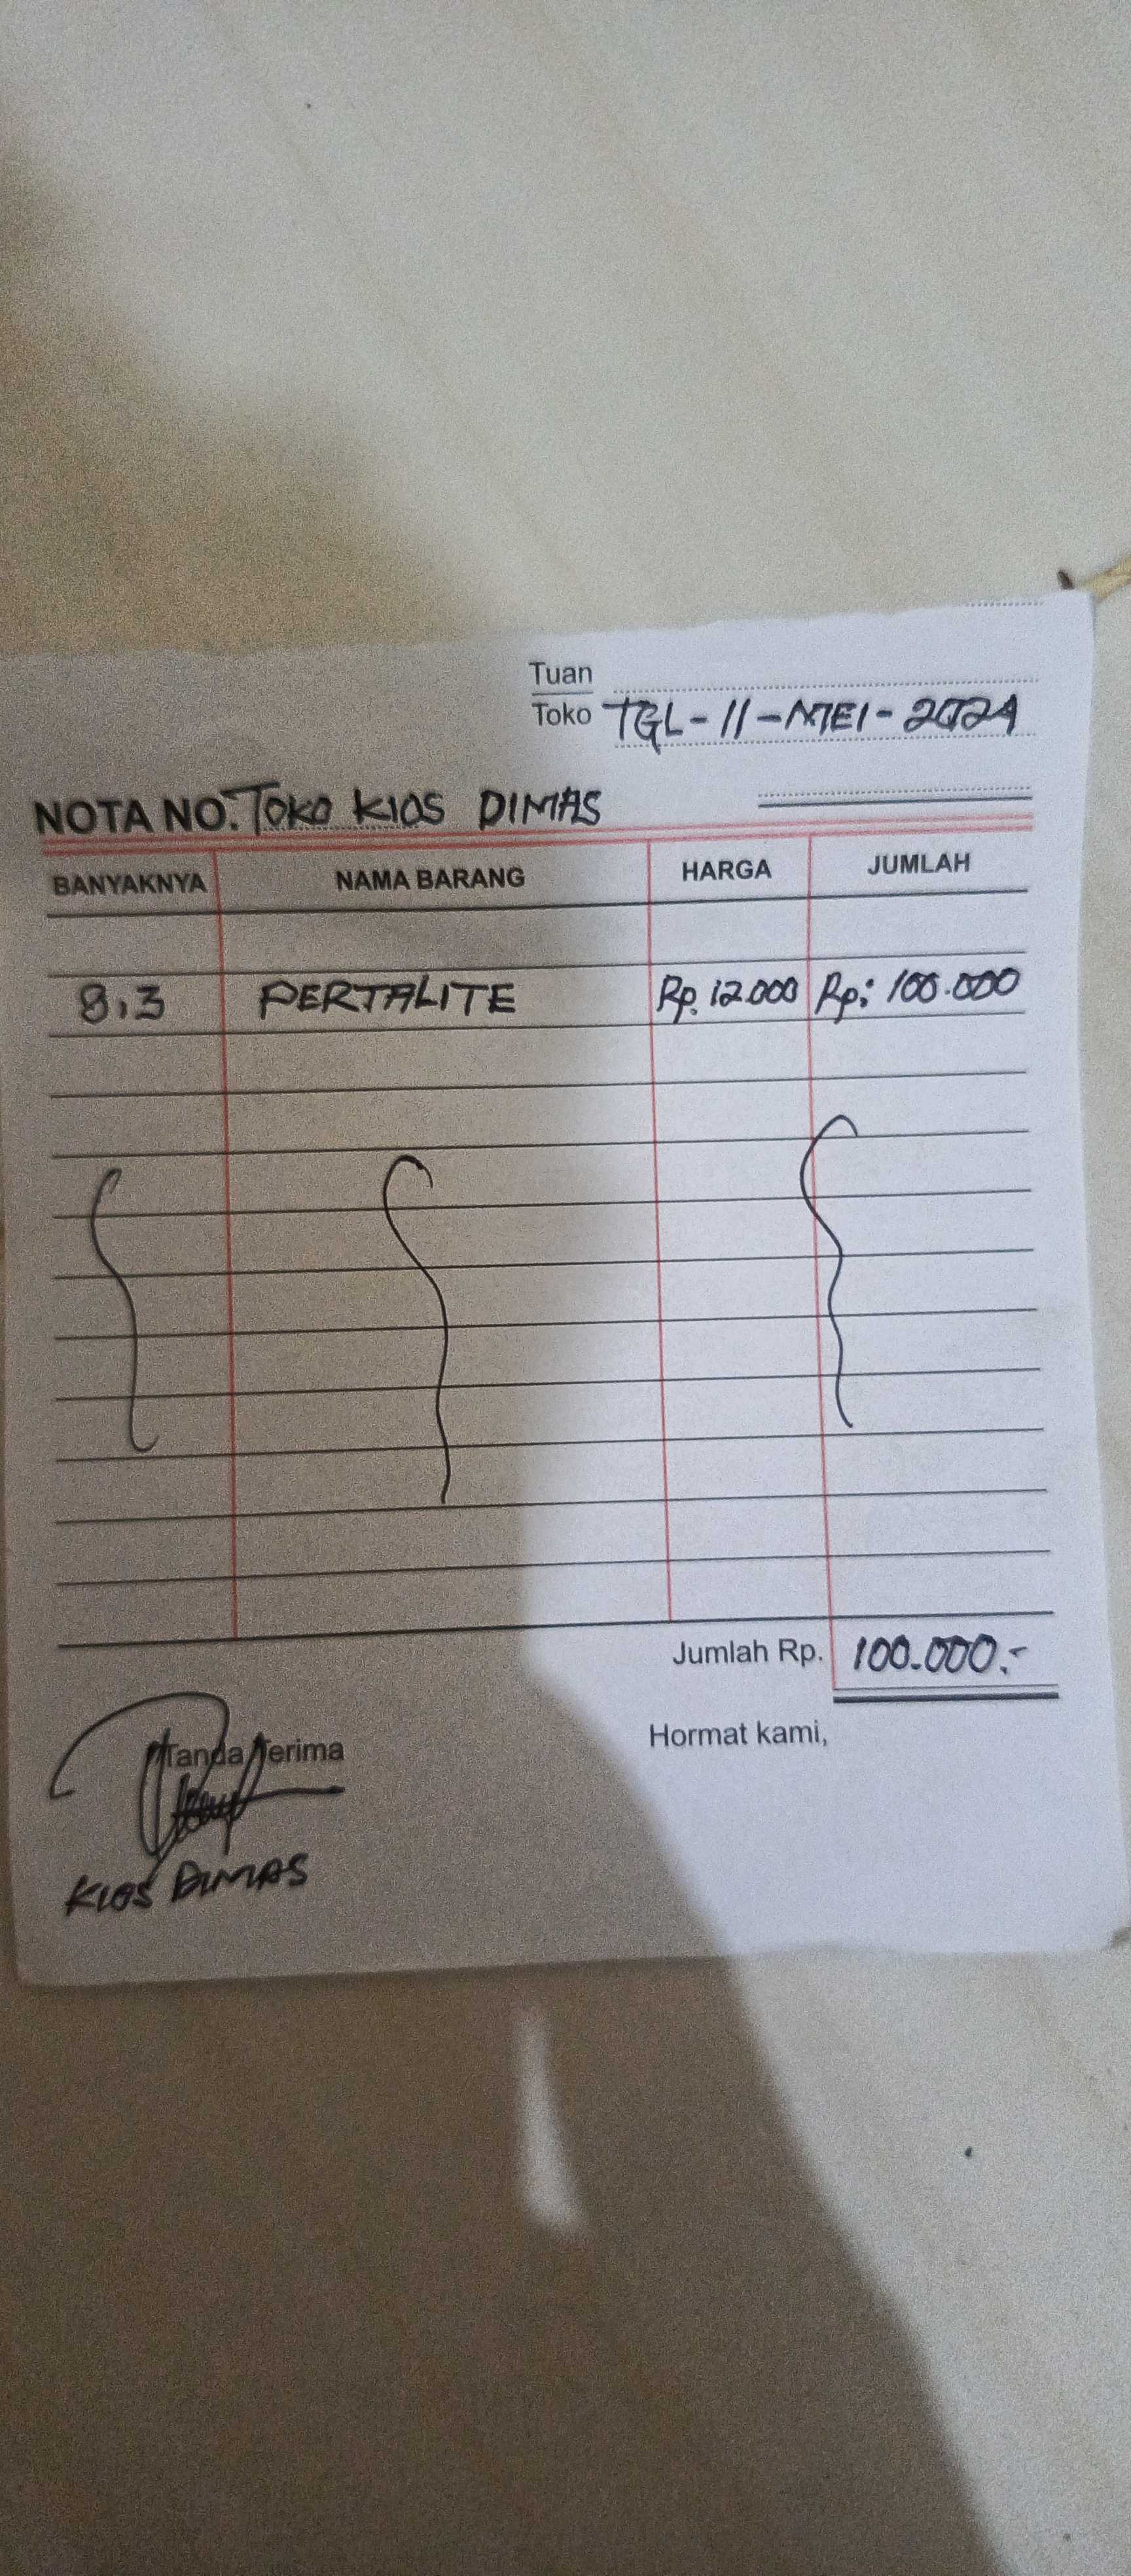 Tuan
Toko TGL-11-MEI-2024
NOTA NO. TOKO KIOS DIMAS
BANYAKNYA NAMA BARANG HARGA JUMLAH
8,3 PERTALITE Rp. 12.000 Rp: 100.000
Jumlah Rp. 100.000.-
Tanda Terima Hormat kami,
KIOS DIMAS